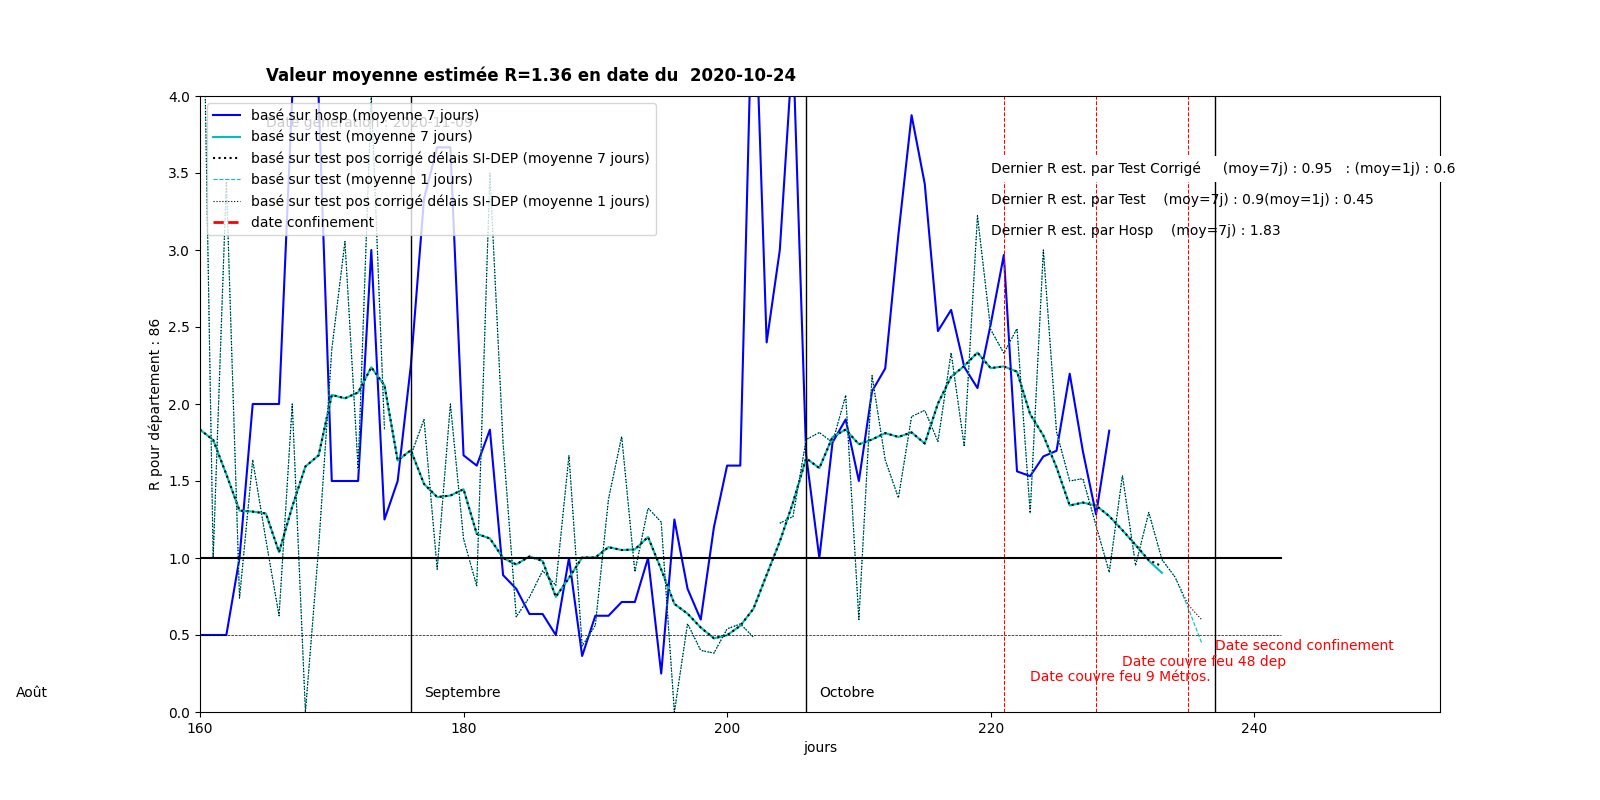 Valeur moyenne estimée R=1.36 en date du  2020-10-24
4.0
3.5
3.0
2.5
2.0
1.5
1.0
0.5
0.0
R pour département : 86
basé sur hosp (moyenne 7 jours)
Date génération : 2020-11-09
basé sur test (moyenne 7 jours)
basé sur test pos corrigé délais SI-DEP (moyenne 7 jours)
basé sur test (moyenne 1 jours)
basé sur test pos corrigé délais SI-DEP (moyenne 1 jours)
date confinement
Dernier R est. par Test Corrigé (moy=7j) : 0.95 : (moy=1j) : 0.6
Dernier R est. par Test (moy=7j) : 0.9(moy=1j) : 0.45
Dernier R est. par Hosp (moy=7j) : 1.83
Date second confinement
Date couvre feu 48 dep
Date couvre feu 9 Métros.
Août
Septembre
Octobre
160 180 200 220 240
jours